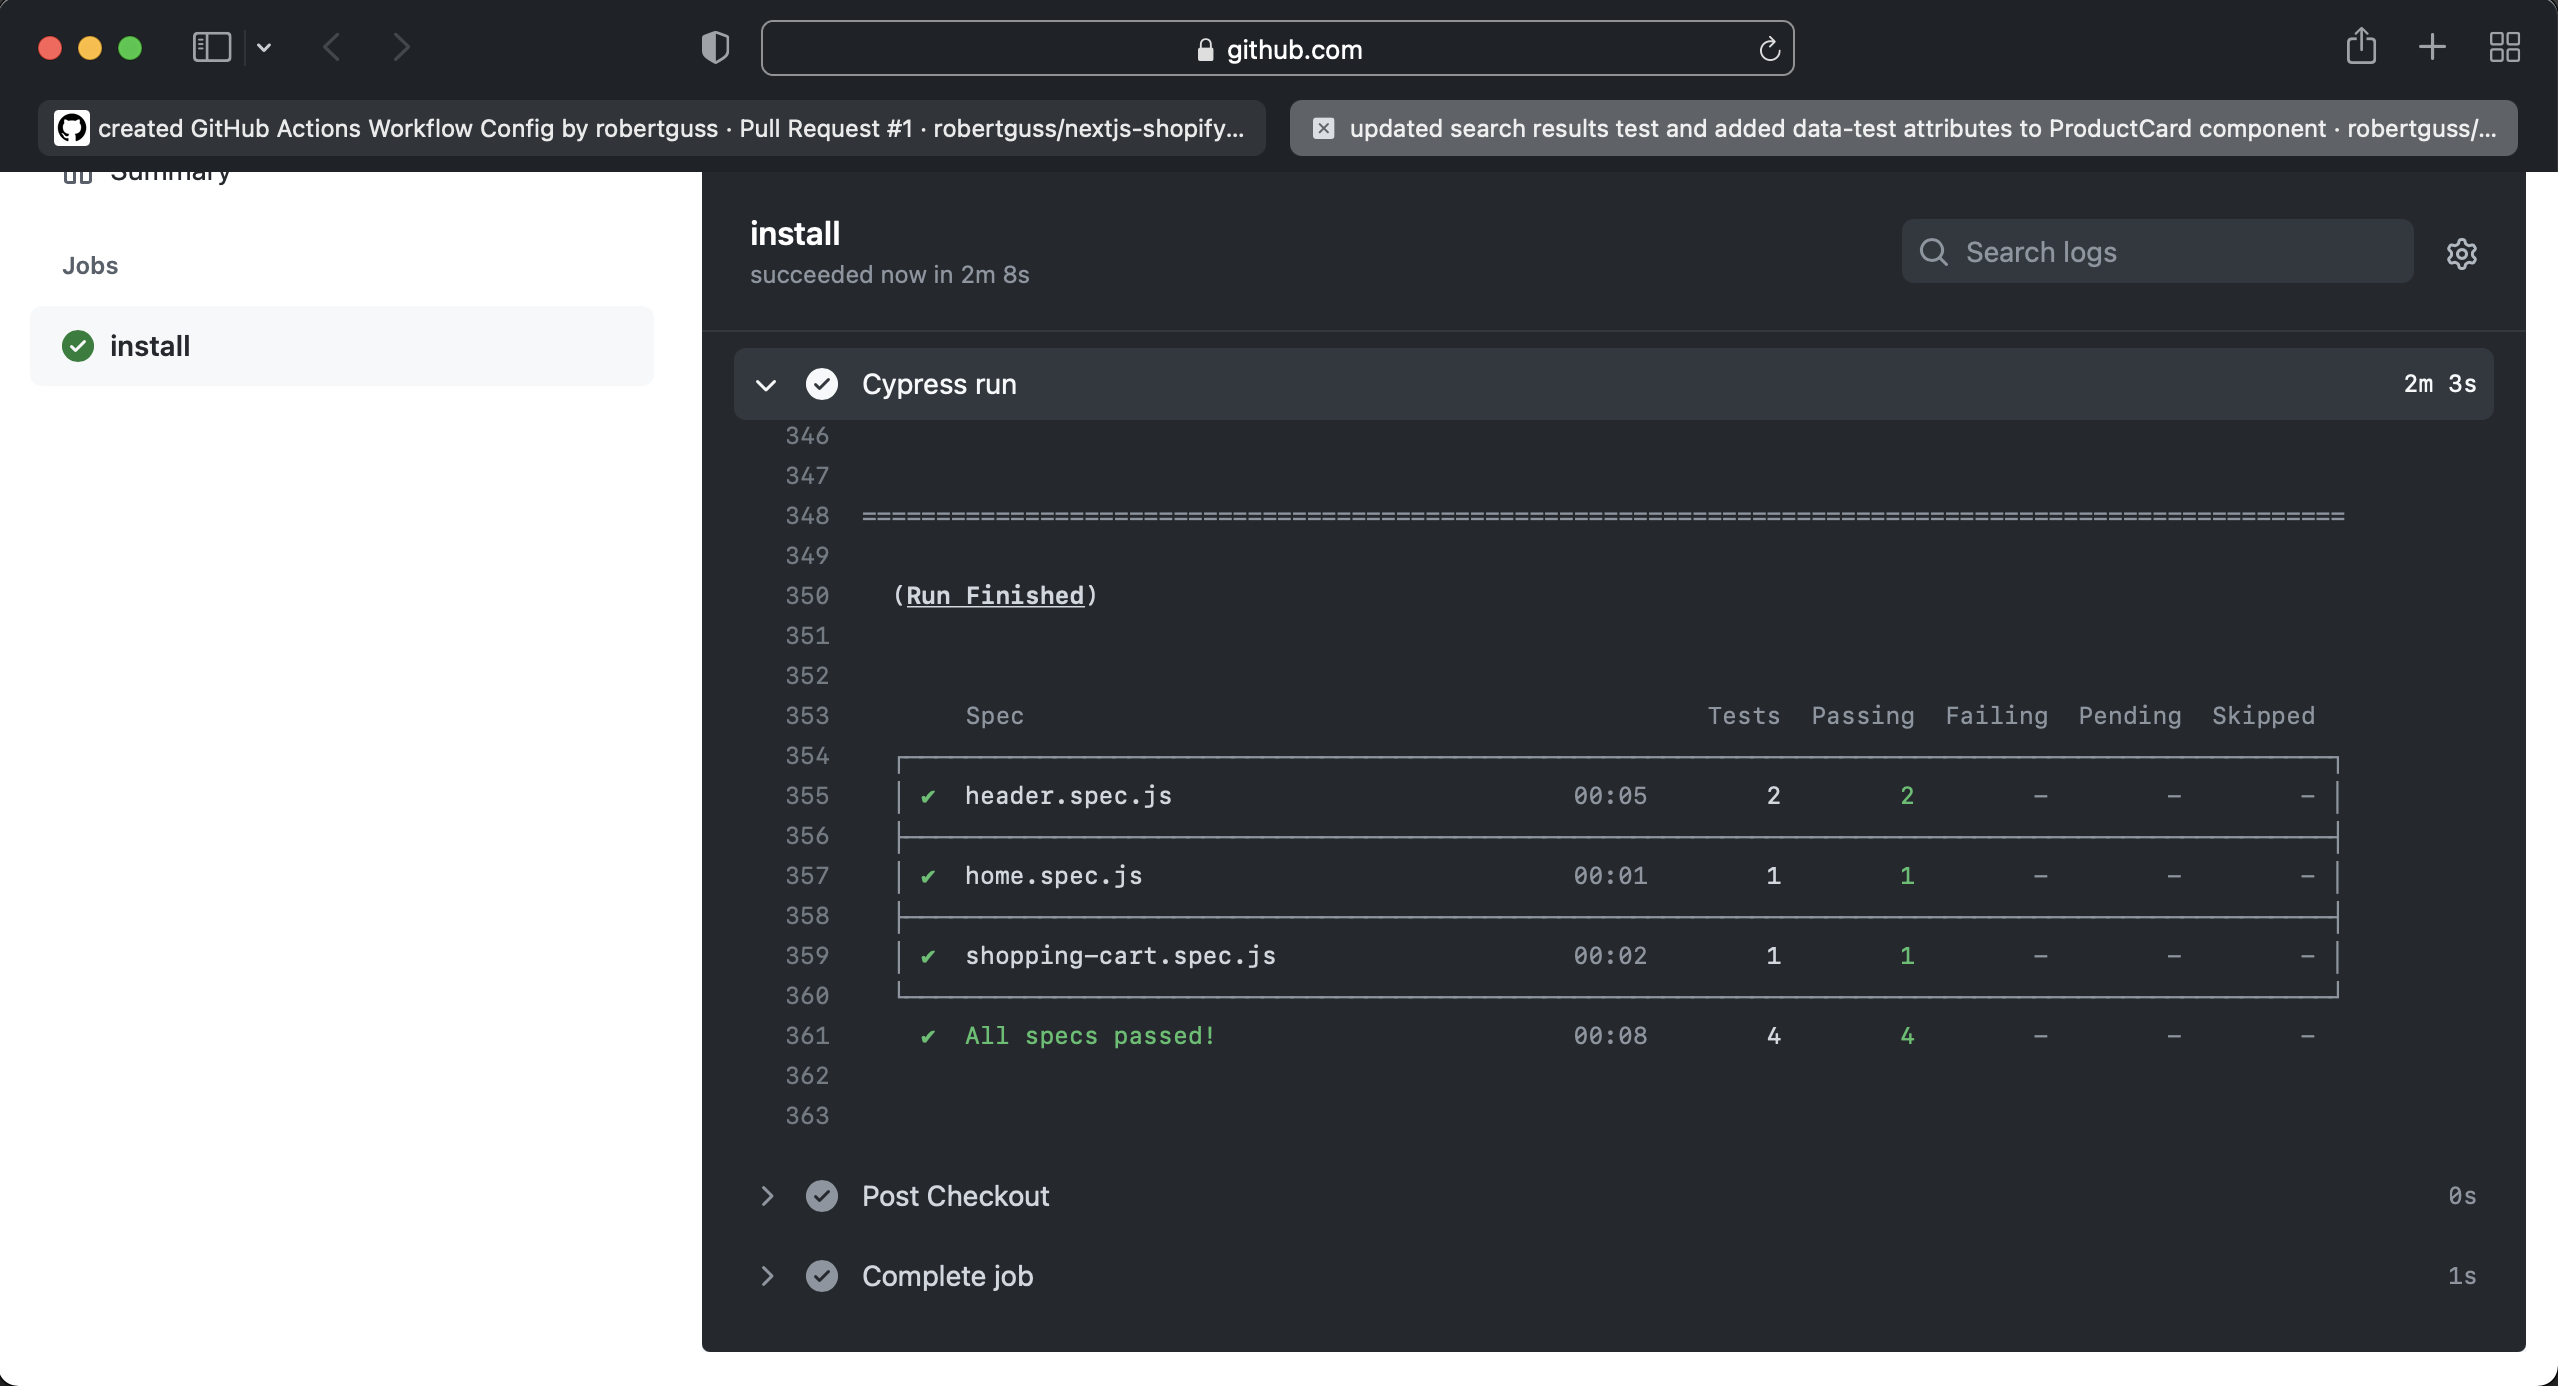 github.com
created GitHub Actions Workflow Config by robertguss · Pull Request #1 · robertguss/nextjs-shopify...
updated search results test and added data-test attributes to ProductCard component · robertguss/...
Summary
Jobs
install
install
succeeded now in 2m 8s
Search logs
Cypress run 2m 3s
346
347
348 ====================================================================================================
349
350 (Run Finished)
351
352
353 Spec Tests Passing Failing Pending Skipped
354
355 ✔ header.spec.js 00:05 2 2 - - -
356
357 ✔ home.spec.js 00:01 1 1 - - -
358
359 ✔ shopping-cart.spec.js 00:02 1 1 - - -
360
361 ✔ All specs passed! 00:08 4 4 - - -
362
363
Post Checkout 0s
Complete job 1s